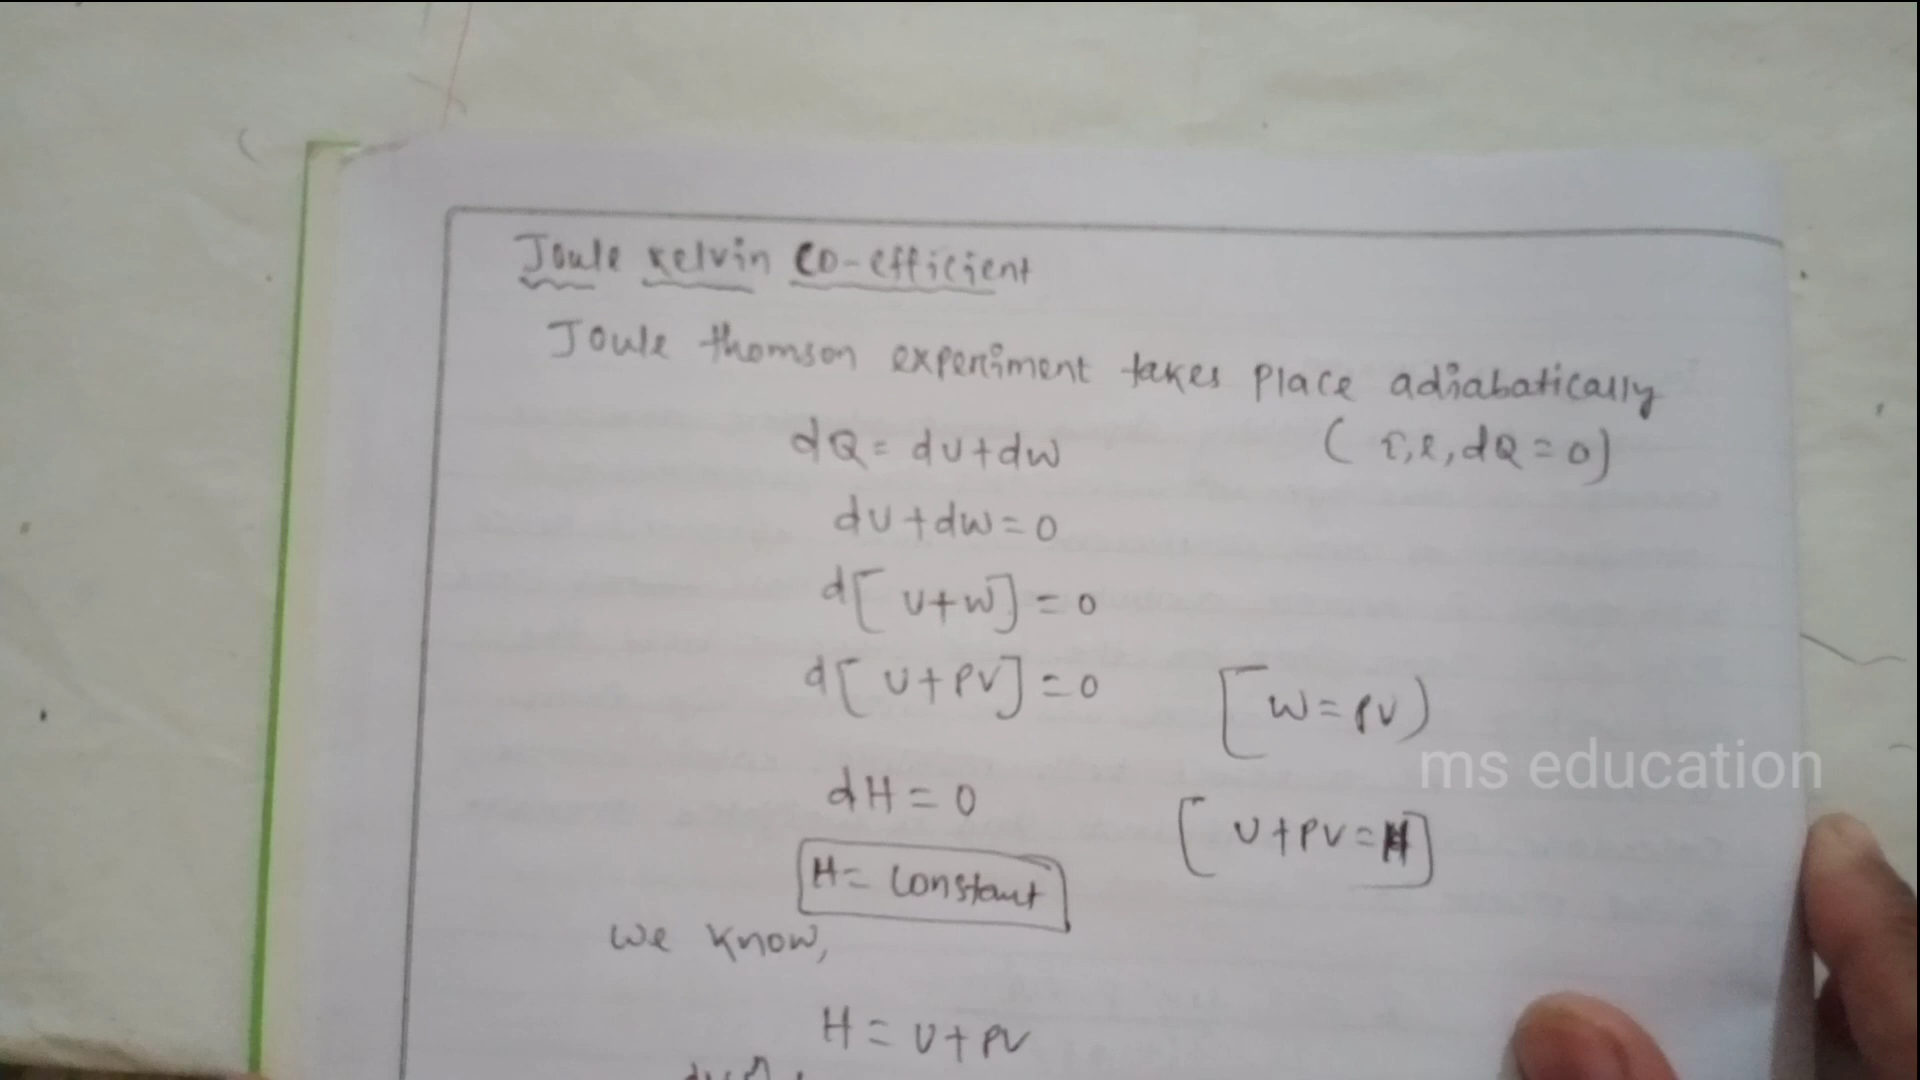 Joule kelvin co-efficient
Joule thomson experiment takes place adiabatically
dQ = dU+dW (i,e, dQ = 0)
dU+dW = 0
d[U+W] = 0
d[U+PV] = 0 [W = PV)
ms education
dH = 0 [U+PV = H]
H = constant
We know,
H = U+PV